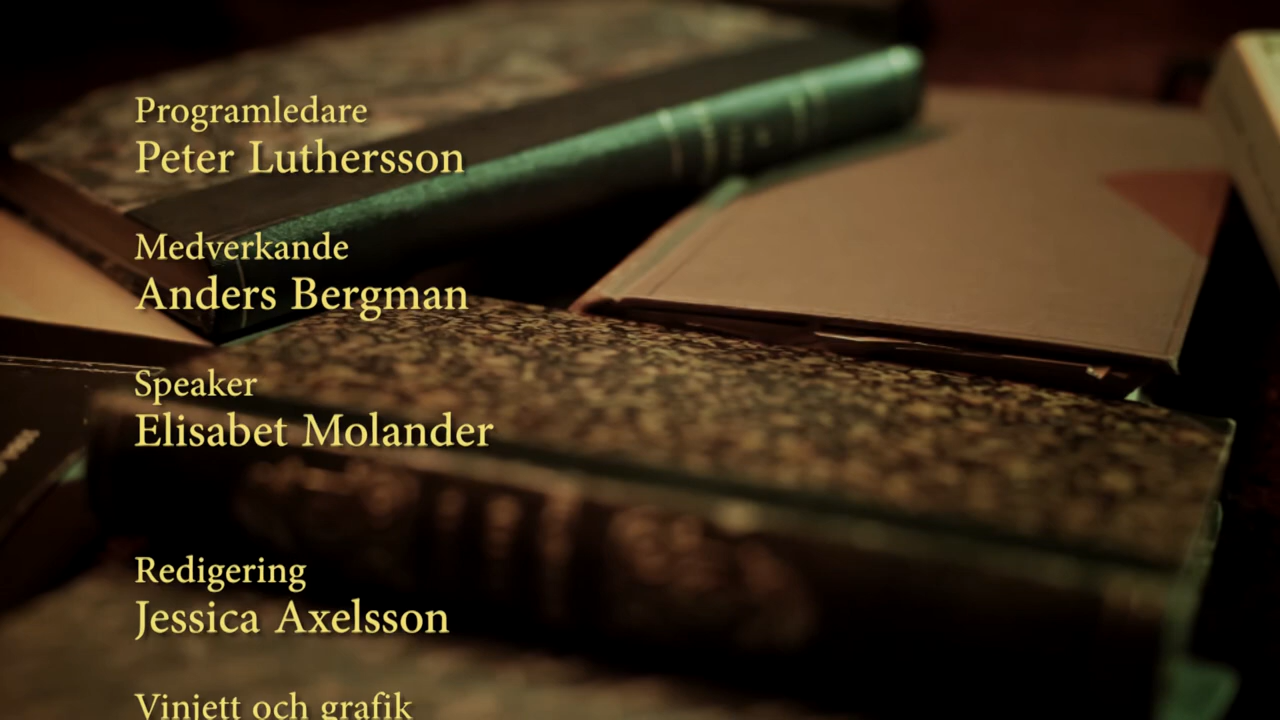 Programledare
Peter Luthersson
Medverkande
Anders Bergman
Speaker
Elisabet Molander
Redigering
Jessica Axelsson
Vinjett och grafik